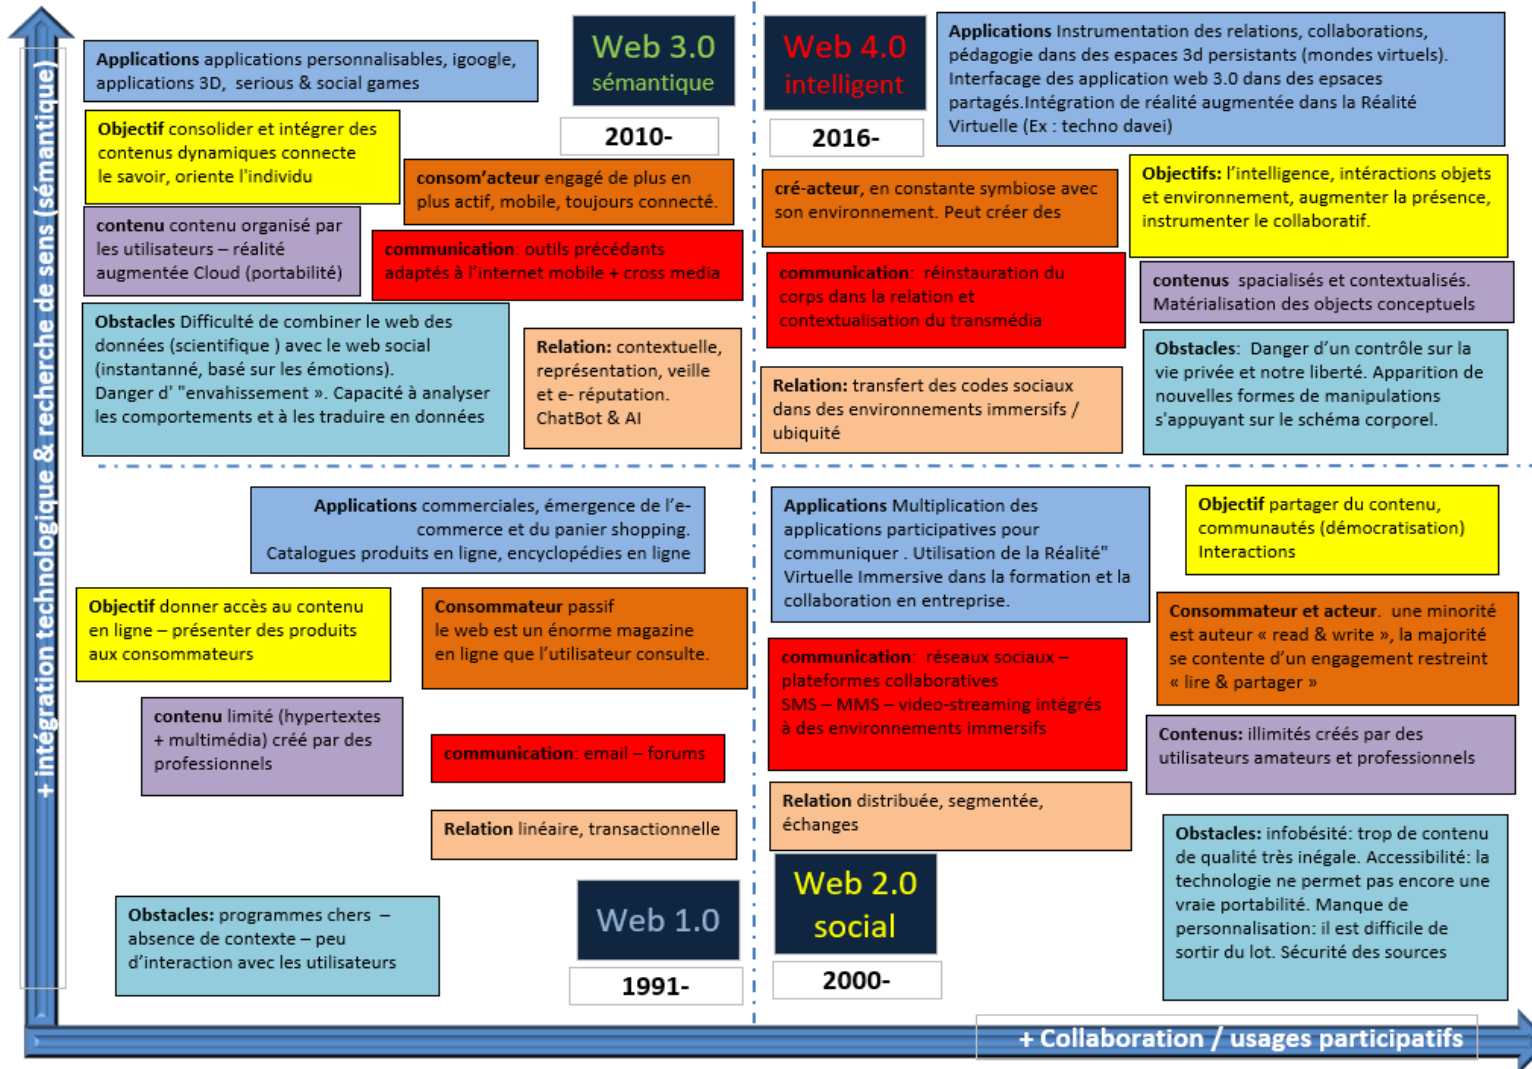 + intégration technologique & recherche de sens (sémantique)
Applications applications personnalisables, igoogle,
applications 3D, serious & social games
Web 3.0
sémantique
2010-
Objectif consolider et intégrer des
contenus dynamiques connecte
le savoir, oriente l'individu
consom'acteur engagé de plus en
plus actif, mobile, toujours connecté.
contenu contenu organisé par
les utilisateurs – réalité
augmentée Cloud (portabilité)
communication: outils précédants
adaptés à l'internet mobile + cross media
Obstacles Difficulté de combiner le web des
données (scientifique ) avec le web social
(instantanné, basé sur les émotions).
Danger d' "envahissement ». Capacité à analyser
les comportements et à les traduire en données
Relation: contextuelle,
représentation, veille
et e- réputation.
ChatBot & AI
Web 4.0
intelligent
2016-
Applications Instrumentation des relations, collaborations,
pédagogie dans des espaces 3d persistants (mondes virtuels).
Interfacage des application web 3.0 dans des epsaces
partagés.Intégration de réalité augmentée dans la Réalité
Virtuelle (Ex : techno davei)
cré-acteur, en constante symbiose avec
son environnement. Peut créer des
Objectifs: l'intelligence, intéractions objets
et environnement, augmenter la présence,
instrumenter le collaboratif.
communication: réinstauration du
corps dans la relation et
contextualisation du transmédia
contenus spacialisés et contextualisés.
Matérialisation des objects conceptuels
Relation: transfert des codes sociaux
dans des environnements immersifs /
ubiquité
Obstacles: Danger d'un contrôle sur la
vie privée et notre liberté. Apparition de
nouvelles formes de manipulations
s'appuyant sur le schéma corporel.
Applications commerciales, émergence de l'e-
commerce et du panier shopping.
Catalogues produits en ligne, encyclopédies en ligne
Objectif donner accès au contenu
en ligne – présenter des produits
aux consommateurs
Consommateur passif
le web est un énorme magazine
en ligne que l'utilisateur consulte.
contenu limité (hypertextes
+ multimédia) créé par des
professionnels
communication: email – forums
Relation linéaire, transactionnelle
Obstacles: programmes chers –
absence de contexte – peu
d'interaction avec les utilisateurs
Web 1.0
1991-
Applications Multiplication des
applications participatives pour
communiquer . Utilisation de la Réalité"
Virtuelle Immersive dans la formation et la
collaboration en entreprise.
Objectif partager du contenu,
communautés (démocratisation)
Interactions
Consommateur et acteur. une minorité
est auteur « read & write », la majorité
se contente d'un engagement restreint
« lire & partager »
communication: réseaux sociaux –
plateformes collaboratives
SMS – MMS – video-streaming intégrés
à des environnements immersifs
Contenus: illimités créés par des
utilisateurs amateurs et professionnels
Relation distribuée, segmentée,
échanges
Obstacles: infobésité: trop de contenu
de qualité très inégale. Accessibilité: la
technologie ne permet pas encore une
vraie portabilité. Manque de
personnalisation: il est difficile de
sortir du lot. Sécurité des sources
Web 2.0
social
2000-
+ Collaboration / usages participatifs